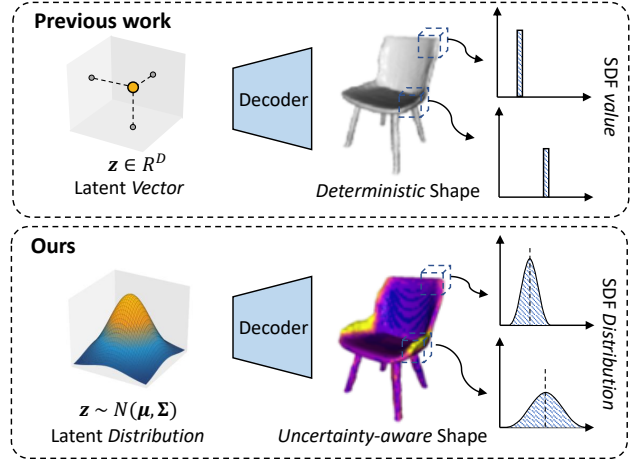 Previous work
Decoder
SDF value
z ∈ R^D
Latent Vector
Deterministic Shape
Ours
Decoder
SDF Distribution
z ~ N(μ, Σ)
Latent Distribution
Uncertainty-aware Shape